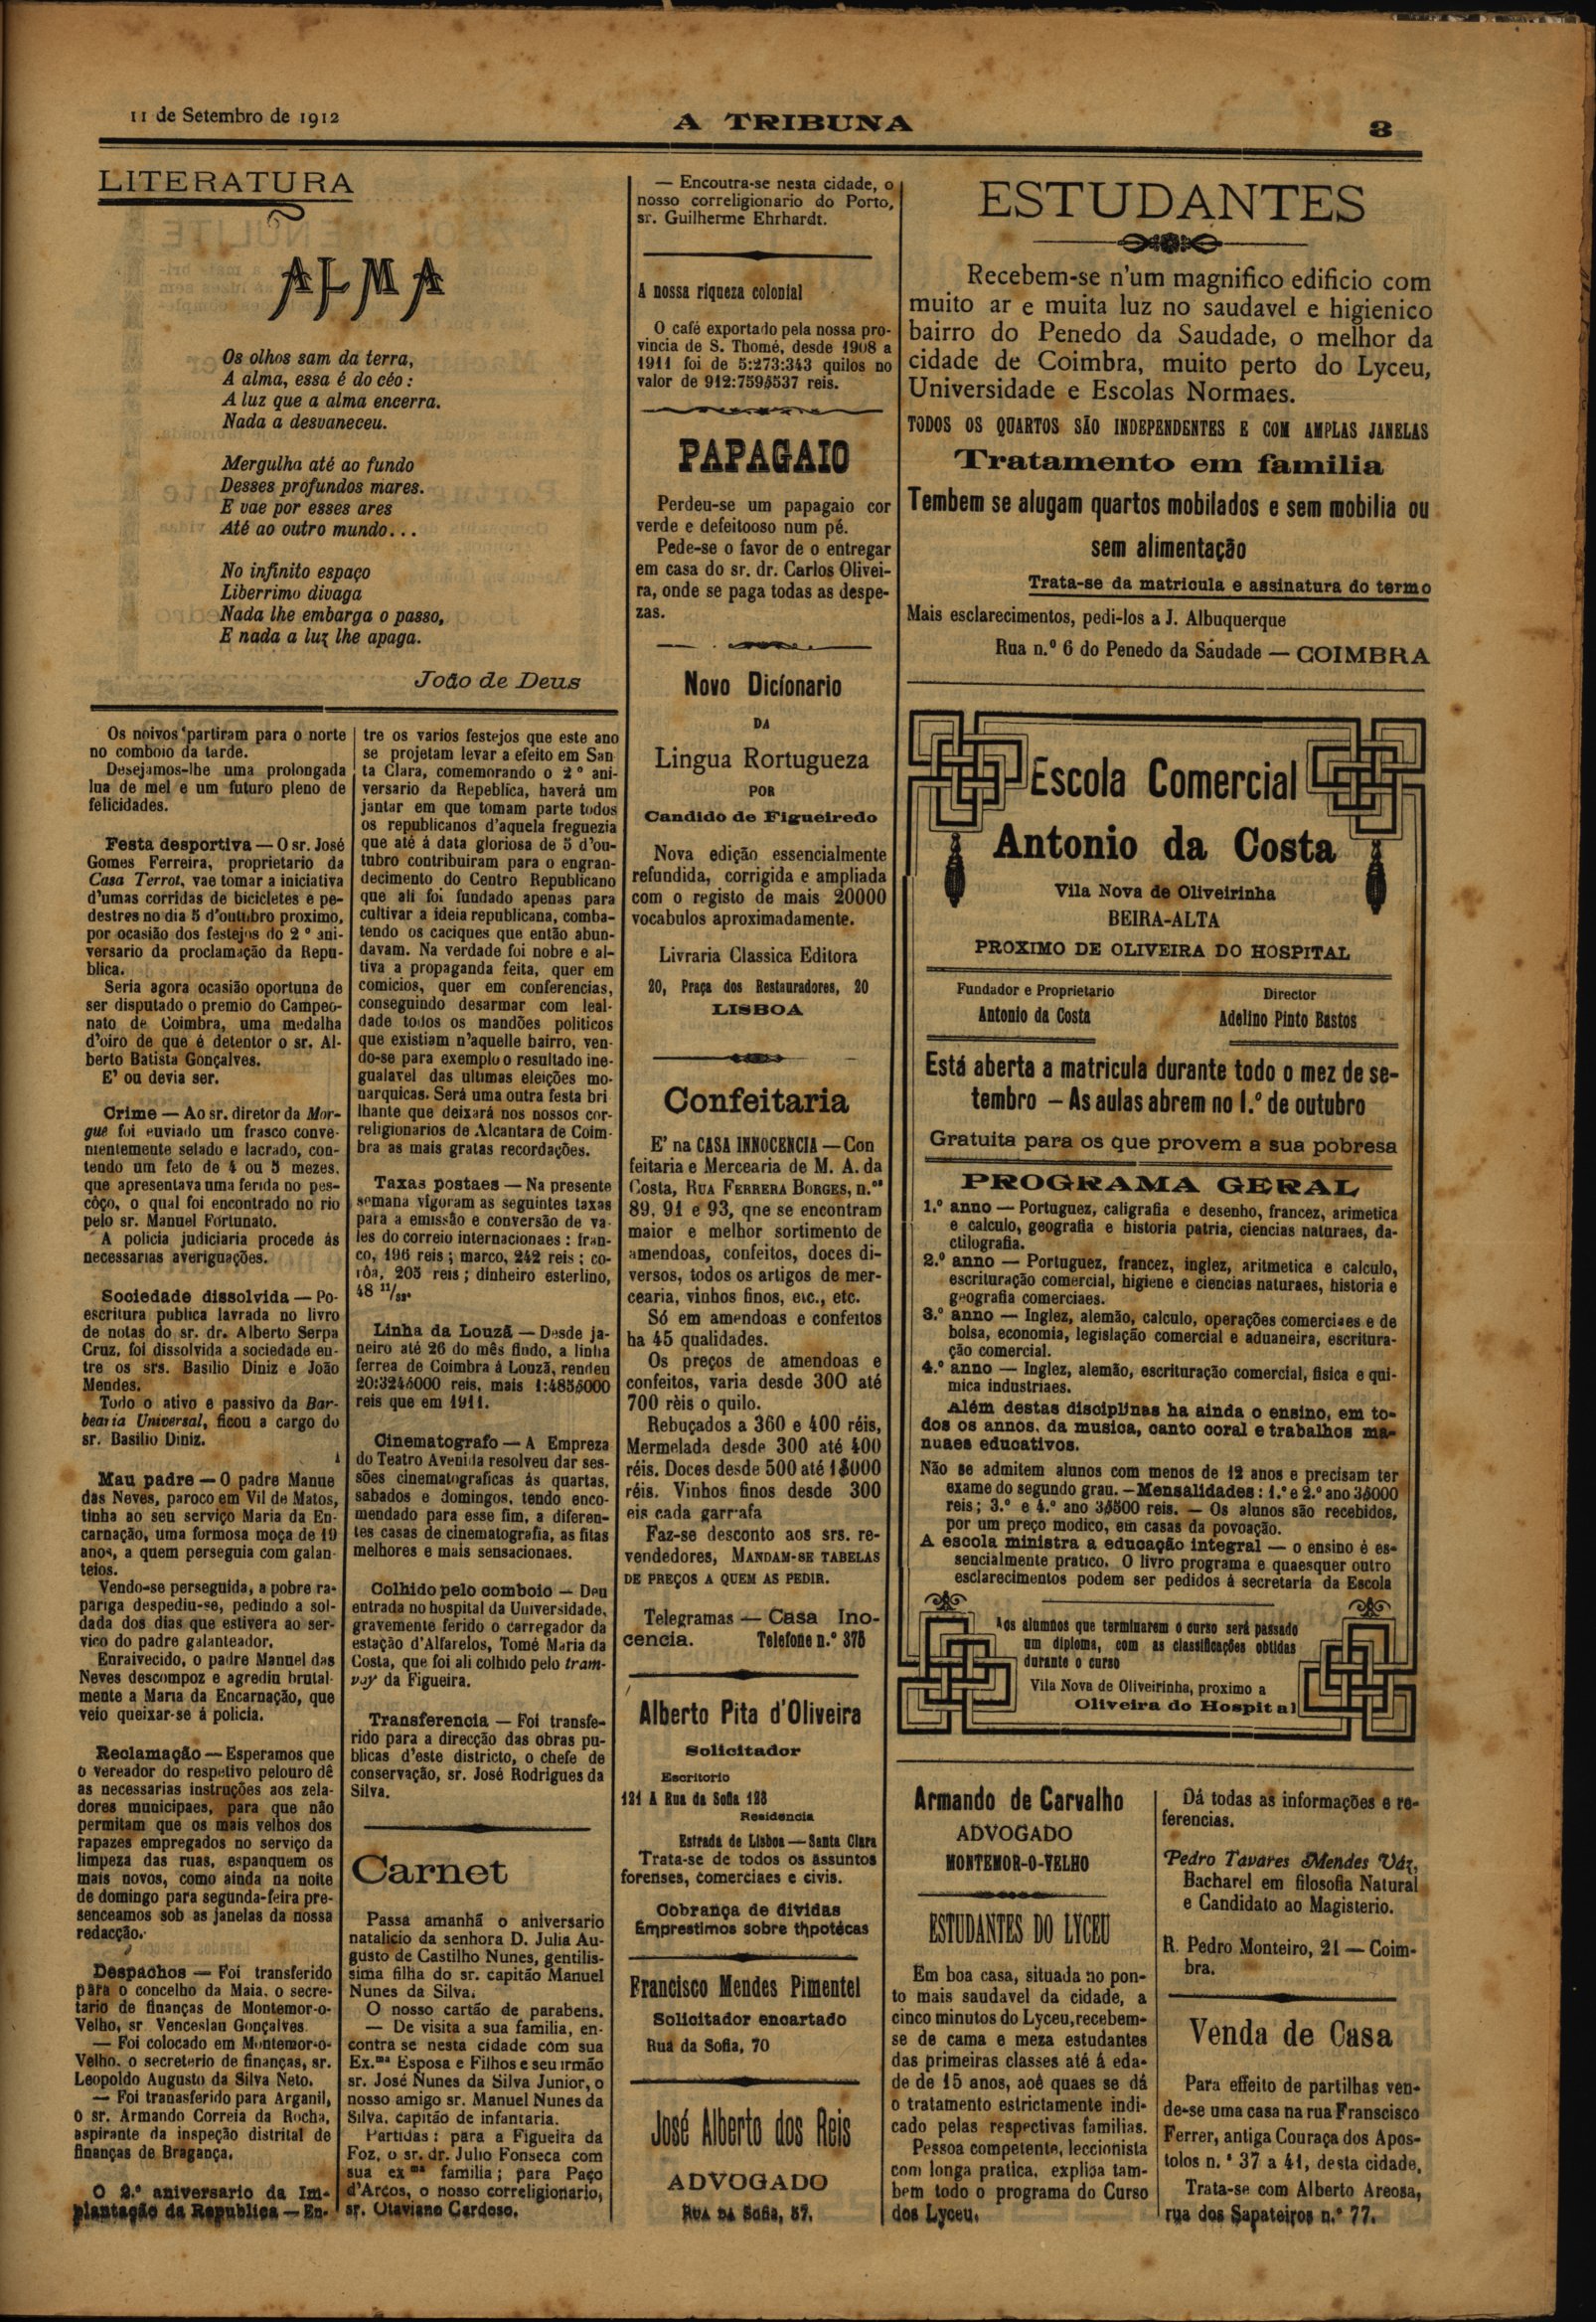 11 de Setembro de 1912
A TRIBUNA
3
LITERATURA
ALMA
Os olhos sam da terra,
A alma, essa é do céo :
A luz que a alma encerra.
Nada a desvaneceu.
Mergulha até ao fundo
Desses profundos mares.
E vae por esses ares
Até ao outro mundo...
No infinito espaço
Liberrimo divaga
Nada lhe embarga o passo,
E nada a luz lhe apaga.
João de Deus
Os noivos partiram para o norte
no comboio da tarde.
Desejamos-lhe uma prolongada
lua de mel e um futuro pleno de
felicidades.
Festa desportiva — O sr. José
Gomes Ferreira, proprietario da
Casa Terrot, vae tomar a iniciativa
d'umas corridas de bicicletes e pe-
destres no dia 5 d'outubro proximo,
por ocasião dos festejos do 2º ani-
versario da proclamação da Repu-
blica.
Seria agora ocasião oportuna de
ser disputado o premio do Campeo-
nato de Coimbra, uma medalha
d'oiro de que é detentor o sr. Al-
berto Batista Gonçalves.
E' ou devia ser.
Crime — Ao sr. diretor da Mor-
gue foi enviado um frasco conve-
nientemente selado e lacrado, con-
tendo um feto de 4 ou 5 mezes,
que apresentava uma ferida no pes-
côço, o qual foi encontrado no rio
pelo sr. Manuel Fortunato.
A policia judiciaria procede ás
necessarias averiguações.
Sociedade dissolvida — Po-
escritura publica lavrada no livro
de notas do sr. dr. Alberto Serpa
Cruz, foi dissolvida a sociedade en-
tre os srs. Basilio Diniz e João
Mendes.
Todo o ativo e passivo da Bar-
bearia Universal, ficou a cargo do
sr. Basilio Diniz.
Mau padre — O padre Manue
das Neves, paroco em Vil de Matos,
tinha ao seu serviço Maria da En-
carnação, uma formosa moça de 19
anos, a quem perseguia com galan-
teios.
Vendo-se perseguida, a pobre ra-
pariga despediu-se, pedindo a sol-
dada dos dias que estivera ao ser-
viço do padre galanteador.
Enraivecido, o padre Manuel das
Neves descompoz e agrediu brutal-
mente a Maria da Encarnação, que
veio queixar-se á policia.
Reclamação — Esperamos que
o vereador do respetivo pelouro dê
as necessarias instruções aos zela-
dores municipaes, para que não
permitam que os mais velhos dos
rapazes empregados no serviço da
limpeza das ruas, espanquem os
mais novos, como ainda na noite
de domingo para segunda-feira pre-
senceamos sob as janelas da nossa
redacção.
Despachos — Foi transferido
para o concelho da Maia, o secre-
tario de finanças de Montemor-o-
Velho, sr. Venceslau Gonçalves.
— Foi colocado em Montemor-o-
Velho, o secreterio de finanças, sr.
Leopoldo Augusto da Silva Neto.
— Foi tranasferido para Arganil,
o sr. Armando Correia da Rocha,
aspirante da inspeção distrital de
finanças de Bragança.
O 2.º aniversario da Im-
plantação da Republica — En-
tre os varios festejos que este ano
se projetam levar a efeito em San
ta Clara, comemorando o 2º ani-
versario da Repeblica, haverá um
jantar em que tomam parte todos
os republicanos d'aquela freguezia
que até á data gloriosa de 5 d'ou-
tubro contribuiram para o engran-
decimento do Centro Republicano
que ali foi fundado apenas para
cultivar a ideia republicana, comba-
tendo os caciques que então abun-
davam. Na verdade foi nobre e al-
tiva a propaganda feita, quer em
comicios, quer em conferencias,
conseguindo desarmar com leal-
dade todos os mandões politicos
que existiam n'aquelle bairro, ven-
do-se para exemplo o resultado ine-
gualavel das ultimas eleições mo-
narquicas. Será uma outra festa bri
lhante que deixará nos nossos cor-
religionarios de Alcantara de Coim-
bra as mais gratas recordações.
Taxas postaes — Na presente
semana vigoram as seguintes taxas
para a emissão e conversão de va-
les do correio internacionaes : fran-
co, 196 reis ; marco, 242 reis ; co-
rôa, 205 reis ; dinheiro esterlino,
48 11/32.
Linha da Louzã — Desde ja-
neiro até 26 do mês findo, a linha
ferrea de Coimbra á Louzã, rendeu
20:324$000 reis, mais 1:485$000
reis que em 1911.
Cinematografo — A Empreza
do Teatro Avenida resolveu dar ses-
sões cinematograficas ás quartas,
sabados e domingos, tendo enco-
mendado para esse fim, a diferen-
tes casas de cinematografia, as fitas
melhores e mais sensacionaes.
Colhido pelo comboio — Deu
entrada no hospital da Universidade,
gravemente ferido o carregador da
estação d'Alfarelos, Tomé Maria da
Costa, que foi ali colhido pelo tram-
vay da Figueira.
Transferencia — Foi transfe-
rido para a direcção das obras pu-
blicas d'este districto, o chefe de
conservação, sr. José Rodrigues da
Silva.
Carnet
Passa amanhã o aniversario
natalicio da senhora D. Julia Au-
gusto de Castilho Nunes, gentilis-
sima filha do sr. capitão Manuel
Nunes da Silva.
O nosso cartão de parabens.
— De visita a sua familia, en-
contra se nesta cidade com sua
Ex.ma Esposa e Filhos e seu irmão
sr. José Nunes da Silva Junior, o
nosso amigo sr. Manuel Nunes da
Silva, capitão de infantaria.
Partidas : para a Figueira da
Foz, o sr. dr. Julio Fonseca com
sua exma familia ; para Paço
d'Arcos, o nosso correligionario,
sr. Otaviano Cardoso.
— Encoutra-se nesta cidade, o
nosso correligionario do Porto,
sr. Guilherme Ehrhardt.
A nossa riqueza colonial
O café exportado pela nossa pro-
vincia de S. Thomé, desde 1908 a
1911 foi de 5:273:343 quilos no
valor de 912:759$537 reis.
PAPAGAIO
Perdeu-se um papagaio cor
verde e defeitooso num pé.
Pede-se o favor de o entregar
em casa do sr. dr. Carlos Olivei-
ra, onde se paga todas as despe-
zas.
Novo Dicionario
DA
Lingua Rortugueza
POR
Candido de Figueiredo
Nova edição essencialmente
refundida, corrigida e ampliada
com o registo de mais 20000
vocabulos aproximadamente.
Livraria Classica Editora
20, Praça dos Restauradores, 20
LISBOA
Confeitaria
E' na CASA INNOCENCIA — Con
feitaria e Mercearia de M. A. da
Costa, RUA FERRERA BORGES, n.os
89, 91 e 93, qne se encontram
maior e melhor sortimento de
amendoas, confeitos, doces di-
versos, todos os artigos de mer-
cearia, vinhos finos, etc., etc.
Só em amendoas e confeitos
ha 45 qualidades.
Os preços de amendoas e
confeitos, varia desde 300 até
700 rèis o quilo.
Rebuçados a 360 e 400 réis,
Mermelada desde 300 até 400
réis. Doces desde 500 até 1$000
réis. Vinhos finos desde 300
eis cada garrafa
Faz-se desconto aos srs. re-
vendedores, MANDAM-SE TABELAS
DE PREÇOS A QUEM AS PEDIR.
Telegramas — Casa Ino-
cencia. Telefone n.º 375
Alberto Pita d'Oliveira
Solicitador
Escritorio
121 A Rua da Sofia 123
Residencia
Estrada de Lisboa — Santa Clara
Trata-se de todos os assuntos
forenses, comerciaes e civis.
Cobrança de dividas
Emprestimos sobre thpotécas
Francisco Mendes Pimentel
Solicitador encartado
Rua da Sofia, 70
José Alberto dos Reis
ADVOGADO
RUA DA Sofia, 57.
ESTUDANTES
Recebem-se n'um magnifico edificio com
muito ar e muita luz no saudavel e higienico
bairro do Penedo da Saudade, o melhor da
cidade de Coimbra, muito perto do Lyceu,
Universidade e Escolas Normaes.
TODOS OS QUARTOS SÃO INDEPENDENTES E COM AMPLAS JANELAS
Tratamento em familia
Tembem se alugam quartos mobilados e sem mobilia ou
sem alimentação
Trata-se da matricula e assinatura do termo
Mais esclarecimentos, pedi-los a J. Albuquerque
Rua n.º 6 do Penedo da Saudade — COIMBRA
Escola Comercial
Antonio da Costa
Vila Nova de Oliveirinha
BEIRA-ALTA
PROXIMO DE OLIVEIRA DO HOSPITAL
Fundador e Proprietario
Antonio da Costa
Director
Adelino Pinto Bastos
Está aberta a matricula durante todo o mez de se-
tembro – As aulas abrem no 1.º de outubro
Gratuita para os que provem a sua pobresa
PROGRAMA GERAL
1.º anno — Portuguez, caligrafia e desenho, francez, arimetica
e calculo, geografia e historia patria, ciencias naturaes, da-
ctilografia.
2.º anno — Portuguez, francez, inglez, aritmetica e calculo,
escrituração comercial, higiene e ciencias naturaes, historia e
geografia comerciaes.
3.º anno — Inglez, alemão, calculo, operações comerciaes e de
bolsa, economia, legislação comercial e aduaneira, escritura-
ção comercial.
4.º anno — Inglez, alemão, escrituração comercial, fisica e qui-
mica industriaes.
Além destas disciplinas ha ainda o ensino, em to-
dos os annos, da musica, canto coral e trabalhos ma-
nuaes educativos.
Não se admitem alunos com menos de 12 anos e precisam ter
exame do segundo grau. — Mensalidades : 1.º e 2.º ano 3$000
reis ; 3.º e 4.º ano 3$500 reis. — Os alunos são recebidos,
por um preço modico, em casas da povoação.
A escola ministra a educação integral — o ensino é es-
sencialmente pratico. O livro programa e quaesquer outro
esclarecimentos podem ser pedidos á secretaria da Escola
Aos alumnos que terminarem o curso será passado
um diploma, com as classificações obtidas
durante o curso
Vila Nova de Oliveirinha, proximo a
Oliveira do Hospital
Armando de Carvalho
ADVOGADO
MONTEMOR-O-VELHO
ESTUDANTES DO LYCEU
Em boa casa, situada no pon-
to mais saudavel da cidade, a
cinco minutos do Lyceu, recebem-
se de cama e meza estudantes
das primeiras classes até á eda-
de de 15 anos, aoê quaes se dá
o tratamento estrictamente indi-
cado pelas respectivas familias.
Pessoa competente, leccionista
com longa pratica, explisa tam-
bem todo o programa do Curso
dos Lyceu.
Dá todas as informações e re-
ferencias.
Pedro Tavares Mendes Váz,
Bacharel em filosofia Natural
e Candidato ao Magisterio.
R. Pedro Monteiro, 21 — Coim-
bra.
Venda de Casa
Para effeito de partilhas ven-
de-se uma casa na rua Franscisco
Ferrer, antiga Couraça dos Apos-
tolos n.º 37 a 41, desta cidade.
Trata-se com Alberto Areosa,
rua dos Sapateiros n.º 77.